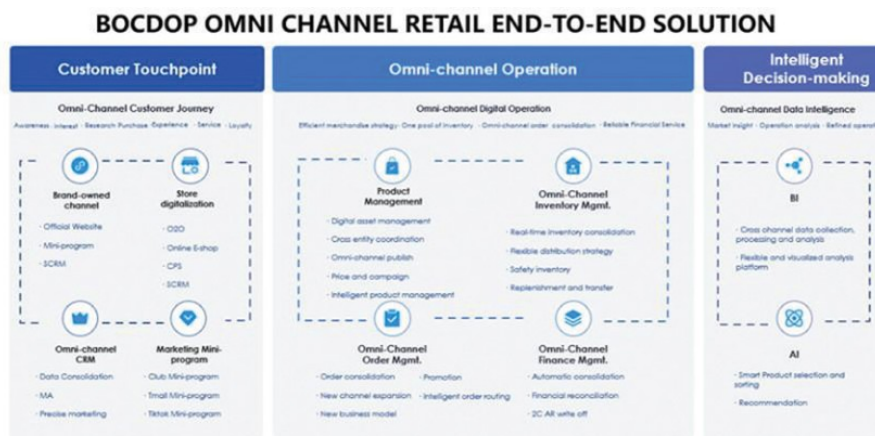 BOCDOP OMNI CHANNEL RETAIL END-TO-END SOLUTION
Customer Touchpoint
Omni-Channel Customer Journey
Awareness · Interest · Research Purchase · Experience · Service · Loyalty
Brand-owned
channel
· Official Website
· Mini-program
· SCRM
Store
digitalization
· O2O
· Online E-shop
· CPS
· SCRM
Omni-channel
CRM
· Data Consolidation
· MA
· Precise marketing
Marketing Mini-
program
· Club Mini-program
· Tmall Mini-program
· Tiktok Mini-program
Omni-channel Operation
Omni-channel Digital Operation
Efficient merchandise strategy · One pool of inventory · Omni-channel order consolidation · Reliable Financial Service
Product
Management
· Digital asset management
· Cross entity coordination
· Omni-channel publish
· Price and campaign
· Intelligent product management
Omni-Channel
Inventory Mgmt.
· Real-time inventory consolidation
· Flexible distribution strategy
· Safety inventory
· Replenishment and transfer
Omni-Channel
Order Mgmt.
· Order consolidation
· New channel expansion
· New business model
· Promotion
· Intelligent order routing
Omni-Channel
Finance Mgmt.
· Automatic consolidation
· Financial reconciliation
· 2C AR write off
Intelligent
Decision-making
Omni-channel Data Intelligence
Market insight · Operation analysis · Refined operati
BI
· Cross channel data collection,
processing and analysis
· Flexible and visualized analysis
platform
AI
· Smart Product selection and
sorting
· Recommendation